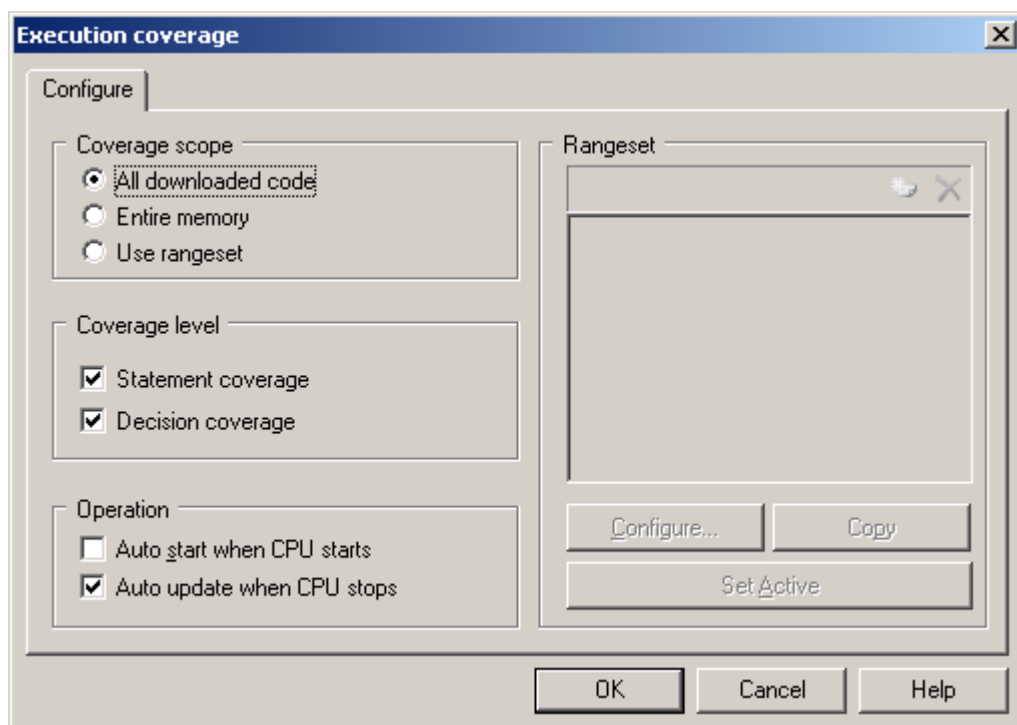 Execution coverage
Configure
Coverage scope
All downloaded code
Entire memory
Use rangeset
Coverage level
Statement coverage
Decision coverage
Operation
Auto start when CPU starts
Auto update when CPU stops
Rangeset
Configure...
Copy
Set Active
OK
Cancel
Help